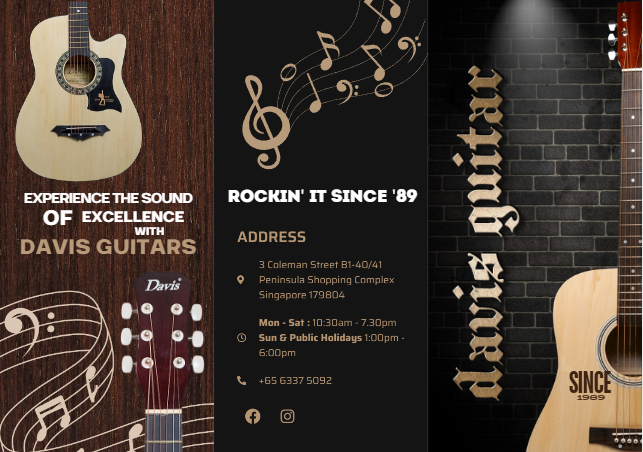 EXPERIENCE THE SOUND
OF EXCELLENCE
WITH
DAVIS GUITARS
Davis
ROCKIN' IT SINCE '89
ADDRESS
3 Coleman Street B1-40/41
Peninsula Shopping Complex
Singapore 179804
Mon - Sat : 10:30am - 7.30pm
Sun & Public Holidays 1:00pm -
6:00pm
+65 6337 5092
davis guitar
SINCE
1989